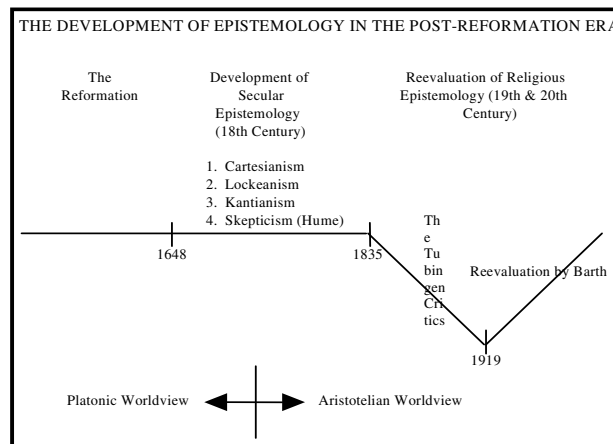 THE DEVELOPMENT OF EPISTEMOLOGY IN THE POST-REFORMATION ERA
The
Reformation
Development of
Secular
Epistemology
(18th Century)
Reevaluation of Religious
Epistemology (19th & 20th
Century)
1. Cartesianism
2. Lockeanism
3. Kantianism
4. Skepticism (Hume)
1648
1835
Th
e
Tu
bin
gen
Cri
tics
Reevaluation by Barth
1919
Platonic Worldview
Aristotelian Worldview